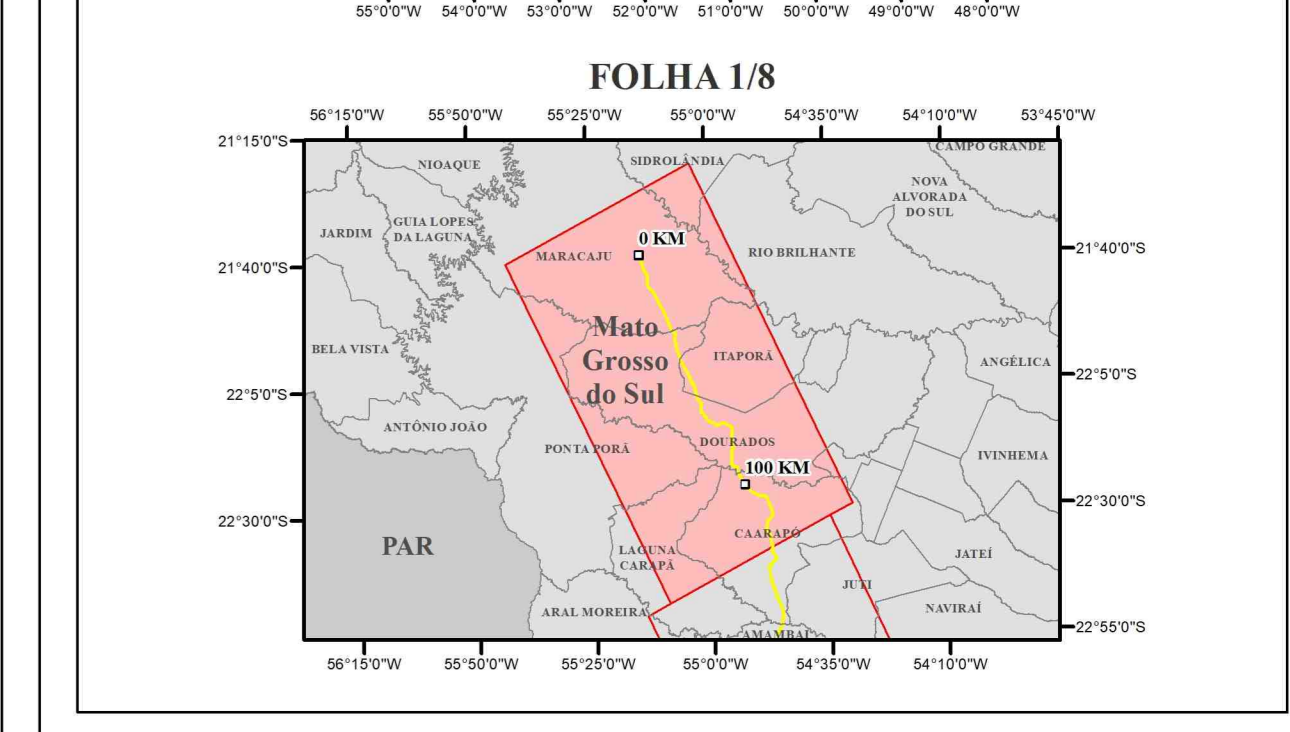 55°0'0"W 54°0'0"W 53°0'0"W 52°0'0"W 51°0'0"W 50°0'0"W 49°0'0"W 48°0'0"W
FOLHA 1/8
56°15'0"W 55°50'0"W 55°25'0"W 55°0'0"W 54°35'0"W 54°10'0"W 53°45'0"W
21°15'0"S
CAMPO GRANDE
NIOAQUE
SIDROLÂNDIA
NOVA
ALVORADA
DO SUL
GUIA LOPES
DA LAGUNA
JARDIM
0 KM
MARACAJU
RIO BRILHANTE
21°40'0"S
21°40'0"S
Mato
Grosso
do Sul
BELA VISTA
ITAPORÃ
ANGÉLICA
22°5'0"S
22°5'0"S
ANTÔNIO JOÃO
PONTA PORÃ
DOURADOS
IVINHEMA
100 KM
22°30'0"S
22°30'0"S
CAARAPÓ
PAR
LAGUNA
CARAPÃ
JATEÍ
JUTI
ARAL MOREIRA
NAVIRAÍ
AMAMBAI
22°55'0"S
56°15'0"W 55°50'0"W 55°25'0"W 55°0'0"W 54°35'0"W 54°10'0"W